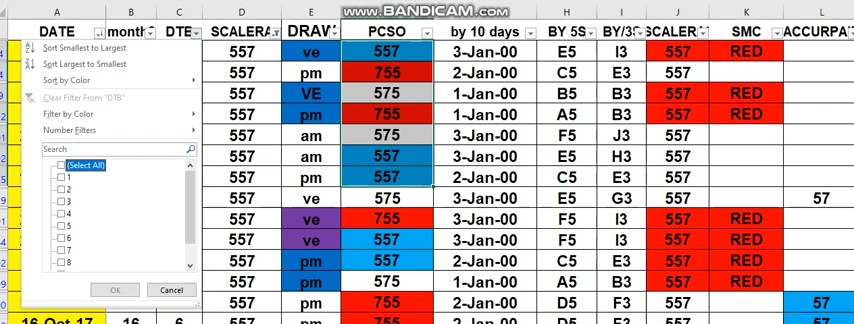 WWW.BANDICAM.COM
A B C D E F G H I J K L
DATE month DTB SCALERA DRAW PCSO by 10 days BY 5S BY/3S SCALER SMC ACCURPA
557 ve 557 3-Jan-00 E5 I3 557 RED
557 pm 755 2-Jan-00 C5 E3 557
557 VE 575 1-Jan-00 B5 B3 557 RED
557 pm 755 2-Jan-00 A5 B3 557 RED
557 am 575 3-Jan-00 F5 J3 557
557 am 557 3-Jan-00 E5 H3 557
557 pm 557 2-Jan-00 C5 E3 557
557 ve 575 3-Jan-00 E5 G3 557 57
557 ve 755 3-Jan-00 F5 I3 557 RED
557 ve 557 3-Jan-00 F5 I3 557 RED
557 pm 557 2-Jan-00 C5 E3 557 RED
557 pm 575 1-Jan-00 A5 B3 557 RED
557 pm 755 2-Jan-00 D5 F3 557 57
16-Oct-17 16 6 557 pm 755 2-Jan-00 D5 F3 557 57
Sort Smallest to Largest
Sort Largest to Smallest
Sort by Color
Clear Filter From "DTB"
Filter by Color
Number Filters
Search
(Select All)
1
2
3
4
5
6
7
8
OK Cancel